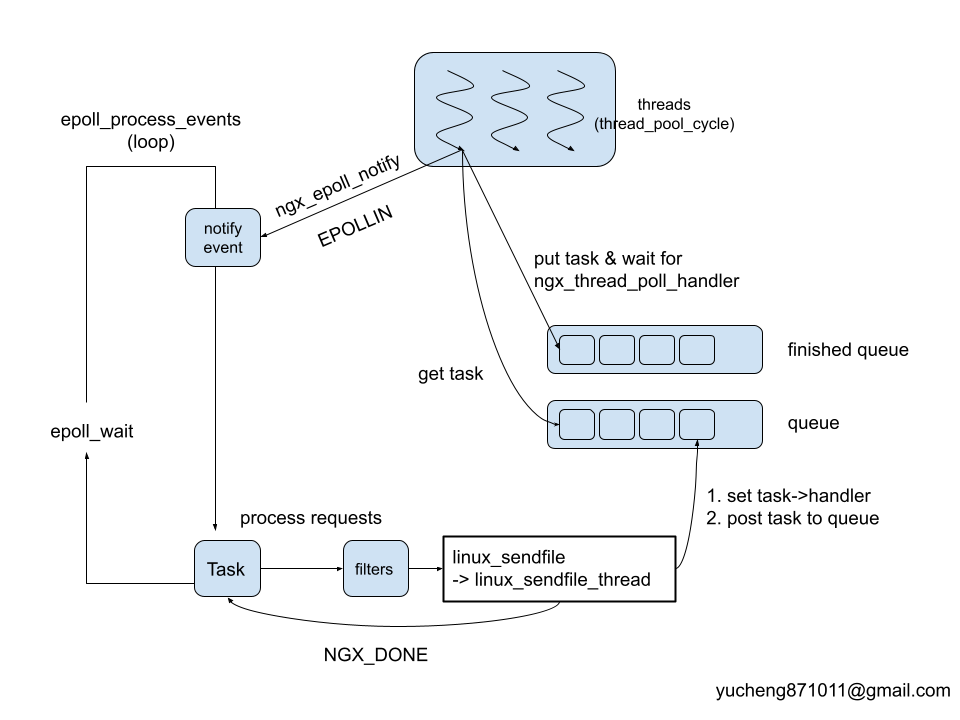 threads
(thread_pool_cycle)
epoll_process_events
(loop)
ngx_epoll_notify
EPOLLIN
notify
event
put task & wait for
ngx_thread_poll_handler
finished queue
get task
queue
epoll_wait
1. set task->handler
2. post task to queue
process requests
Task
filters
linux_sendfile
-> linux_sendfile_thread
NGX_DONE
yucheng871011@gmail.com